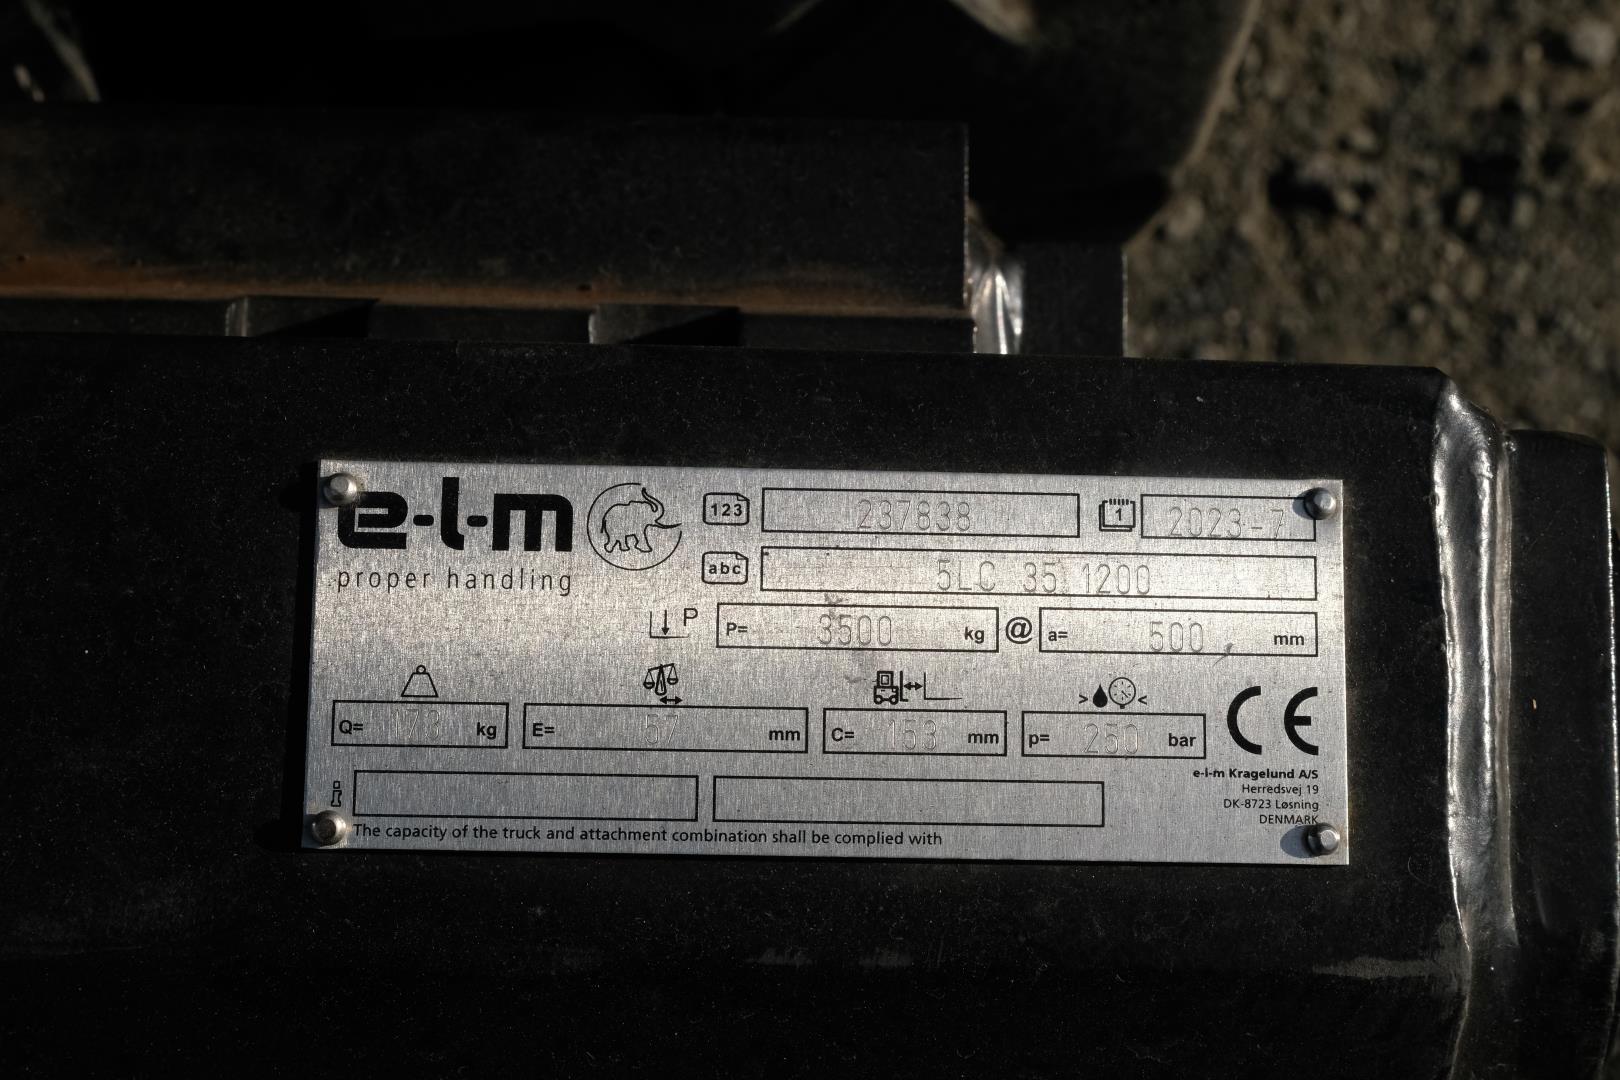 e-l-m
proper handling
123 237838 1 2023-7
abc 5LC 35 1200
P P= 3500 kg @ a= 500 mm
Q= 173 kg E= 57 mm C= 153 mm p= 250 bar
CE
i
e-l-m Kragelund A/S
Herredsvej 19
DK-8723 Løsning
DENMARK
The capacity of the truck and attachment combination shall be complied with